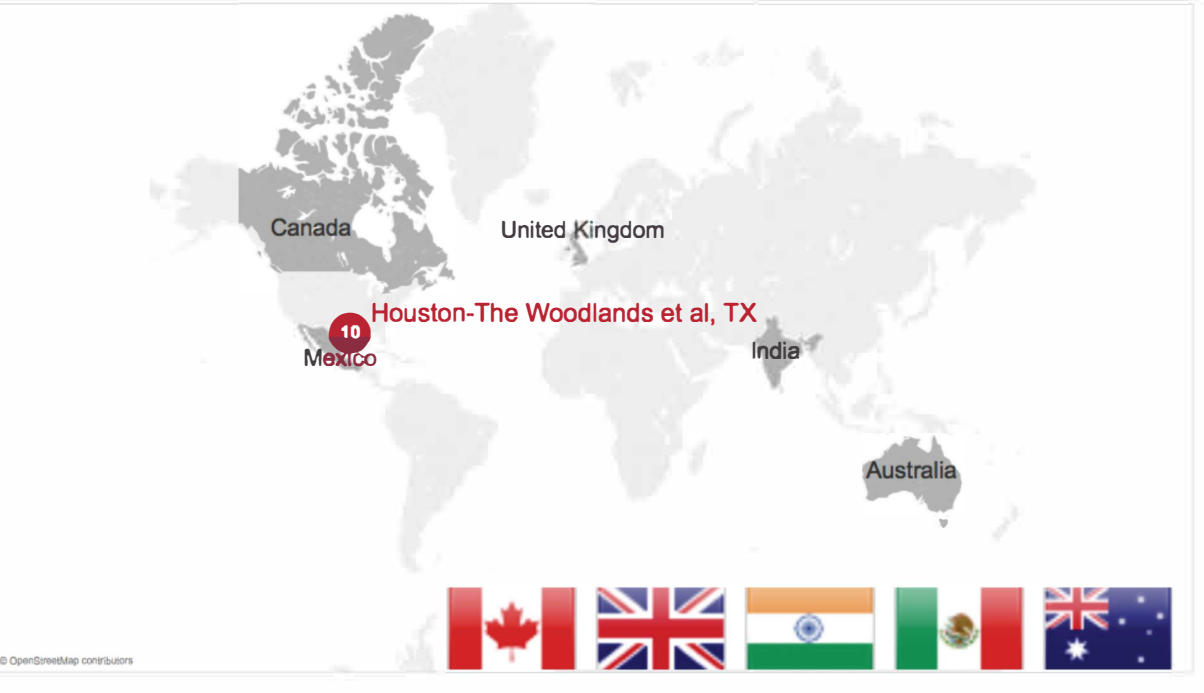 Canada
United Kingdom
Houston-The Woodlands et al, TX
10
India
Mexico
Australia
© OpenStreetMap contributors